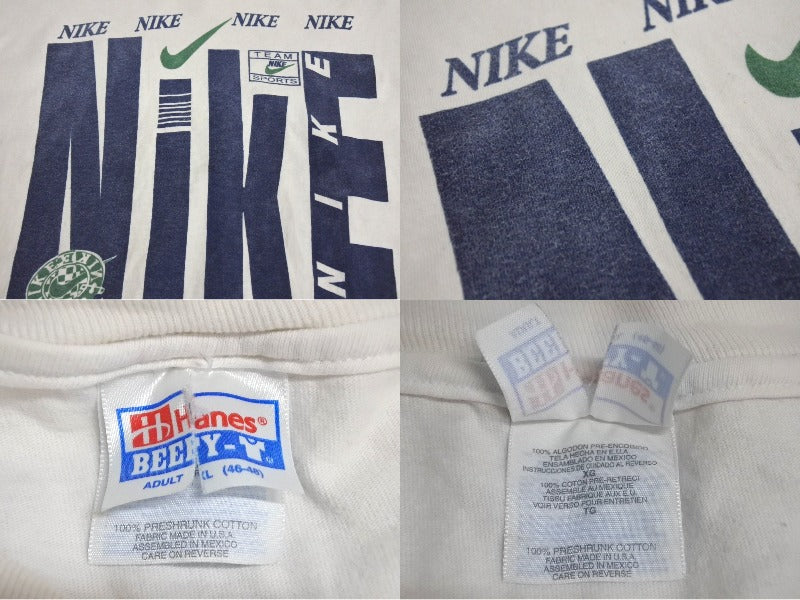 NIKE NIKE NIKE NIKE
NiKE
TEAM
NIKE
SPORTS
NIKE
NIKE
NIKE NIKE
Hanes®
BEEFY-T
ADULT XL (46-48)
100% PRESHRUNK COTTON
FABRIC MADE IN U.S.A.
ASSEMBLED IN MEXICO
CARE ON REVERSE
BEEFY-T
Hanes
100% ALGODON PRE-ENCOGIDO
TELA HECHA EN E.U.A.
ENSAMBLADO EN MEXICO
INSTRUCCIONES DE CUIDADO AL REVERSO
XG
100% COTON PRE-RETRECI
ASSEMBLE AU MEXIQUE
TISSU FABRIQUE AUX E.U.
VOIR VERSO POUR ENTRETIEN
TG
100% PRESHRUNK COTTON
FABRIC MADE IN U.S.A.
ASSEMBLED IN MEXICO
CARE ON REVERSE